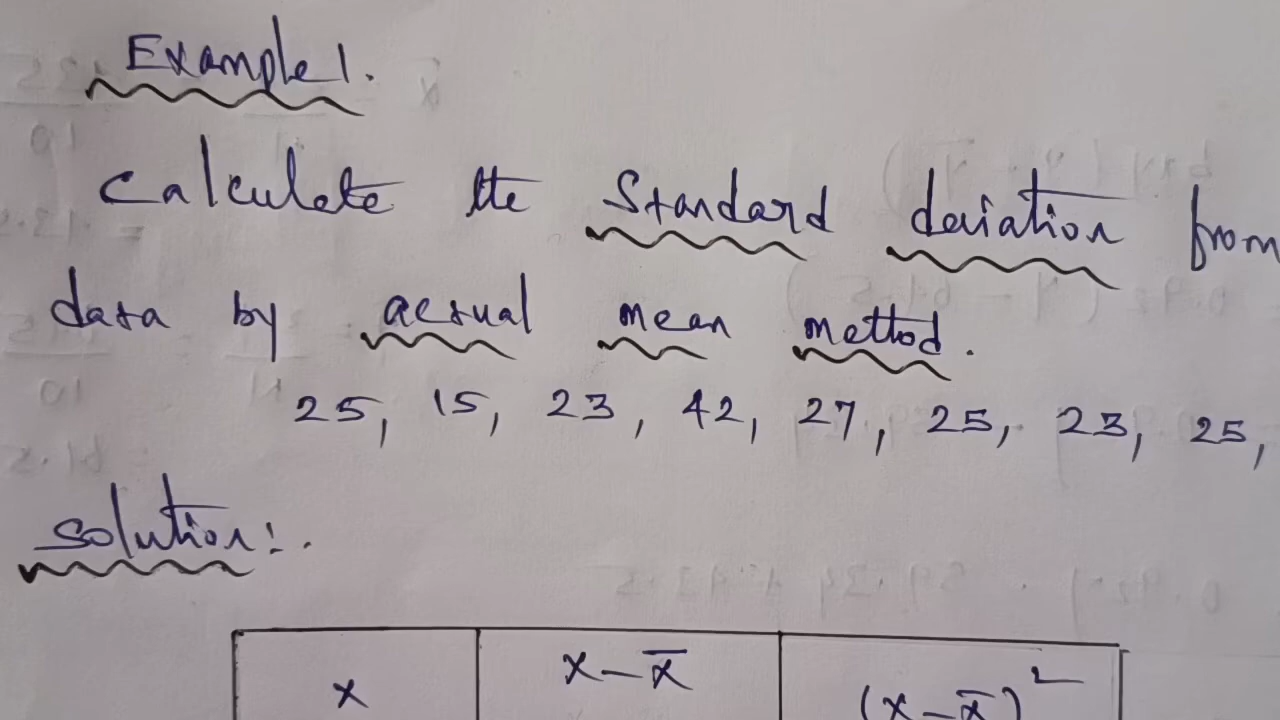 Example 1.
Calculate the Standard deviation from
data by actual mean method.
25, 15, 23, 42, 27, 25, 23, 25,
Solution:.
x x-x̅ (x-x̅)²